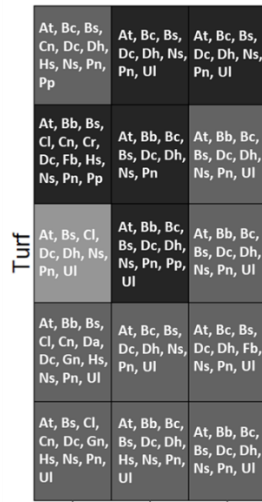 Turf
At, Bc, Bs,
Cn, Dc, Dh,
Hs, Ns, Pn,
Pp
At, Bc, Bs,
Dc, Dh, Ns,
Pn, Ul
At, Bc, Bs,
Dc, Dh, Ns,
Pn, Ul
At, Bb, Bs,
Cl, Cn, Cr,
Dc, Fb, Hs,
Ns, Pn, Pp
At, Bb, Bc,
Bs, Dc, Dh,
Ns, Pn
At, Bb, Bc,
Bs, Dc, Dh,
Ns, Pn, Ul
At, Bs, Cl,
Dc, Dh, Ns,
Pn, Ul
At, Bb, Bc,
Bs, Dc, Dh,
Ns, Pn, Pp,
Ul
At, Bb, Bc,
Bs, Dc, Dh,
Ns, Pn, Ul
At, Bb, Bs,
Cl, Cn, Da,
Dc, Gn, Hs,
Ns, Pn, Ul
At, Bc, Bs,
Dc, Dh, Ns,
Pn, Ul
At, Bc, Bs,
Dc, Dh, Fb,
Ns, Pn, Ul
At, Bs, Cl,
Cn, Dc, Gn,
Hs, Ns, Pn,
Ul
At, Bb, Bc,
Bs, Dc, Dh,
Hs, Ns, Pn,
Ul
At, Bb, Bc,
Bs, Dc, Dh,
Ns, Pn, Ul